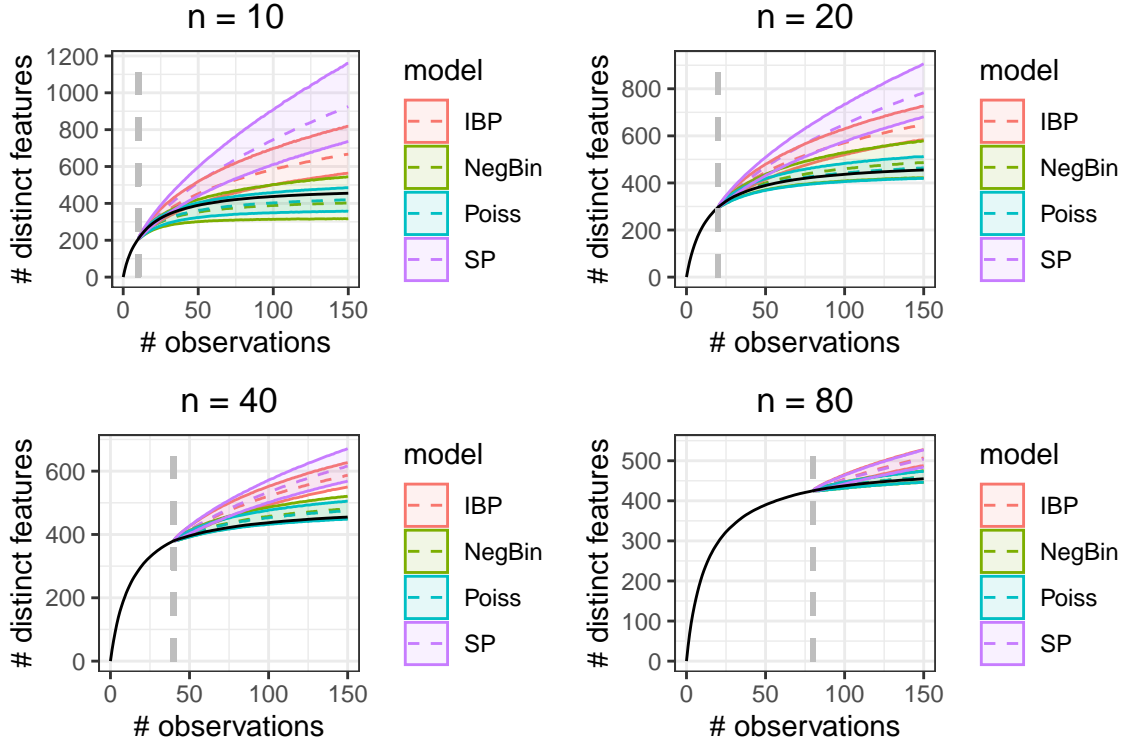 n = 10
# distinct features
1200
1000
800
600
400
200
0
0 50 100 150
# observations
model
IBP
NegBin
Poiss
SP
n = 20
# distinct features
800
600
400
200
0
0 50 100 150
# observations
model
IBP
NegBin
Poiss
SP
n = 40
# distinct features
600
400
200
0
0 50 100 150
# observations
model
IBP
NegBin
Poiss
SP
n = 80
# distinct features
500
400
300
200
100
0
0 50 100 150
# observations
model
IBP
NegBin
Poiss
SP